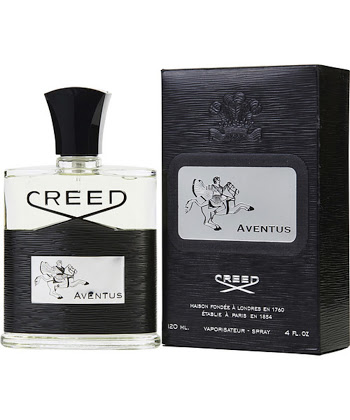 CREED
AVENTUS
AVENTUS
CREED
MAISON FONDÉE À LONDRES EN 1760
ÉTABLIE À PARIS EN 1854
120 ML. VAPORISATEUR - SPRAY 4 FL.OZ